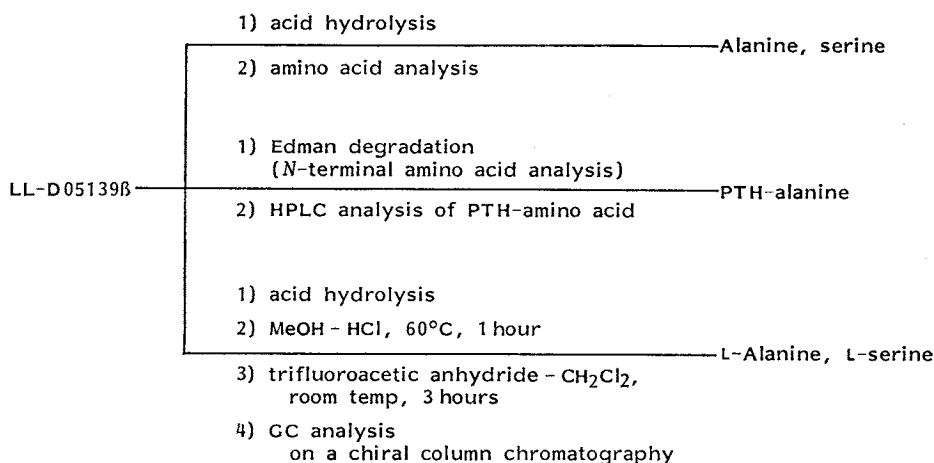 1) acid hydrolysis
Alanine, serine
2) amino acid analysis
1) Edman degradation
(N-terminal amino acid analysis)
LL-D05139β
PTH-alanine
2) HPLC analysis of PTH-amino acid
1) acid hydrolysis
2) MeOH-HCl, 60°C, 1 hour
L-Alanine, L-serine
3) trifluoroacetic anhydride-CH₂Cl₂,
room temp, 3 hours
4) GC analysis
on a chiral column chromatography